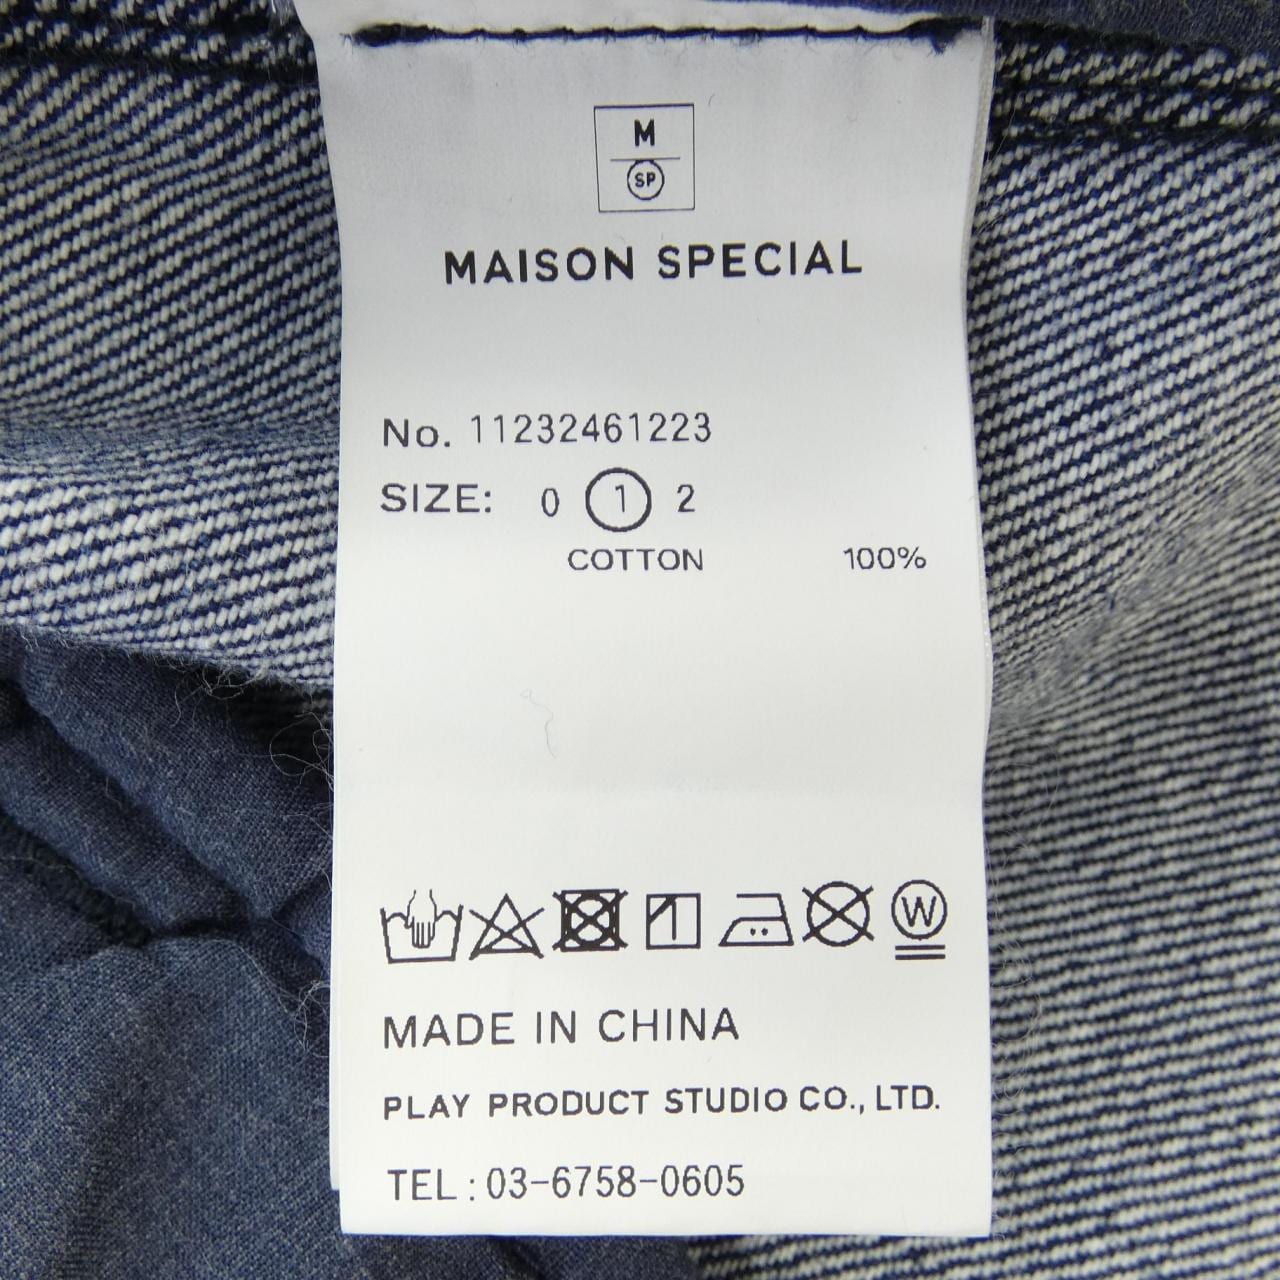 M
SP
MAISON SPECIAL
No. 11232461223
SIZE: 0 1 2
COTTON 100%
W
MADE IN CHINA
PLAY PRODUCT STUDIO CO., LTD.
TEL : 03-6758-0605